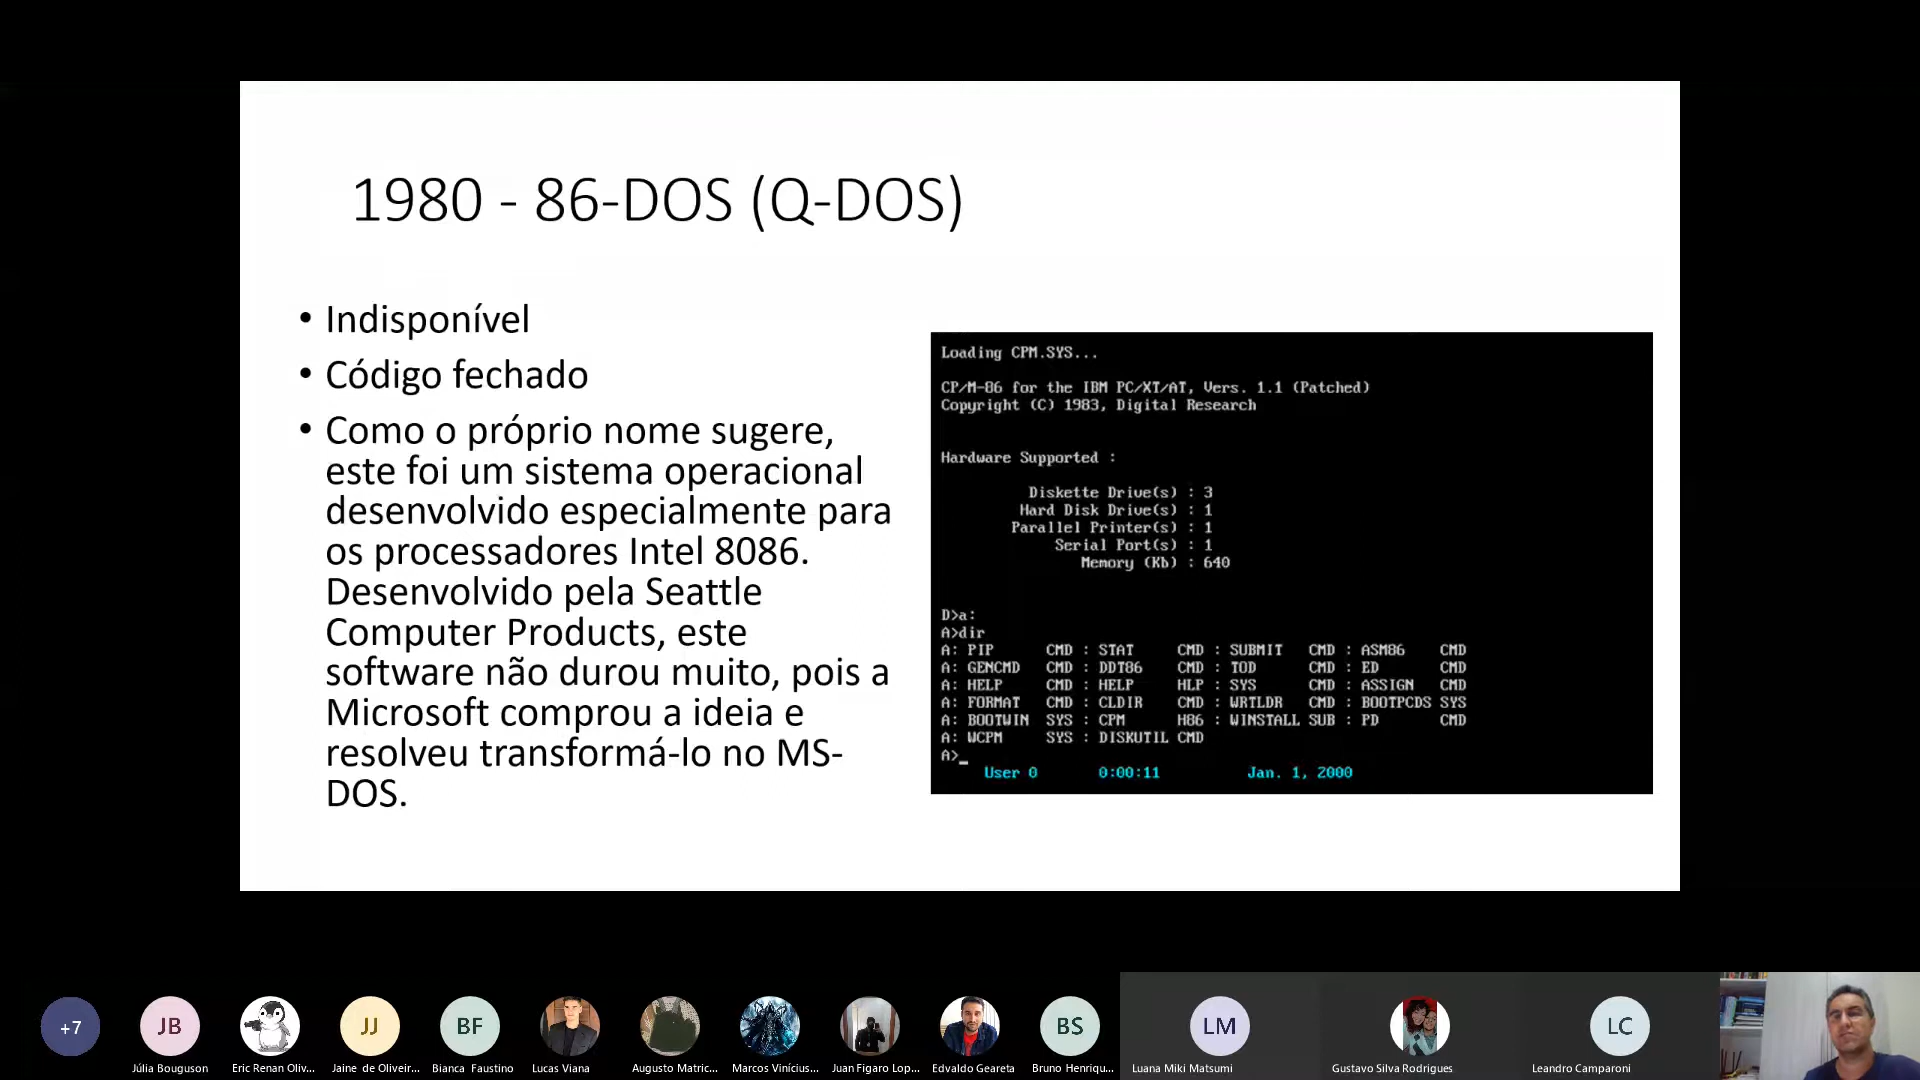 1980 - 86-DOS (Q-DOS)
• Indisponível
• Código fechado
• Como o próprio nome sugere,
este foi um sistema operacional
desenvolvido especialmente para
os processadores Intel 8086.
Desenvolvido pela Seattle
Computer Products, este
software não durou muito, pois a
Microsoft comprou a ideia e
resolveu transformá-lo no MS-
DOS.
Loading CPM.SYS...
CP/M-86 for the IBM PC/XT/AT, Vers. 1.1 (Patched)
Copyright (C) 1983, Digital Research
Hardware Supported :
Diskette Drive(s) : 3
Hard Disk Drive(s) : 1
Parallel Printer(s) : 1
Serial Port(s) : 1
Memory (Kb) : 640
D>a:
A>dir
A: PIP CMD : STAT CMD : SUBMIT CMD : ASM86 CMD
A: GENCMD CMD : DDT86 CMD : TOD CMD : ED CMD
A: HELP CMD : HELP HLP : SYS CMD : ASSIGN CMD
A: FORMAT CMD : CLDIR CMD : WRTLDR CMD : BOOTPCDS SYS
A: BOOTWIN SYS : CPM H86 : WINSTALL SUB : PD CMD
A: WCPM SYS : DISKUTIL CMD
A>_
User 0 0:00:11 Jan. 1, 2000
+7 JB JJ BF BS LM LC
Júlia Bouguson Eric Renan Oliv... Jaine de Oliveir... Bianca Faustino Lucas Viana Augusto Matric... Marcos Vinícius... Juan Figaro Lop... Edvaldo Geareta Bruno Henriqu... Luana Miki Matsumi Gustavo Silva Rodrigues Leandro Camparoni